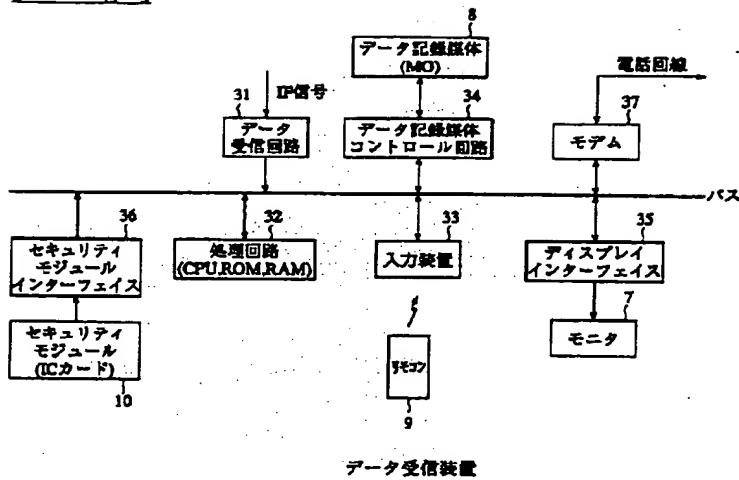 8
データ記録媒体
(MO)
電話回線
IP信号
31
データ
受信回路
34
データ記録媒体
コントロール回路
37
モデム
バス
36
セキュリティ
モジュール
インターフェイス
32
処理回路
(CPU,ROM,RAM)
33
入力装置
35
ディスプレイ
インターフェイス
セキュリティ
モジュール
(ICカード)
10
リモコン
9
7
モニタ
データ受信装置